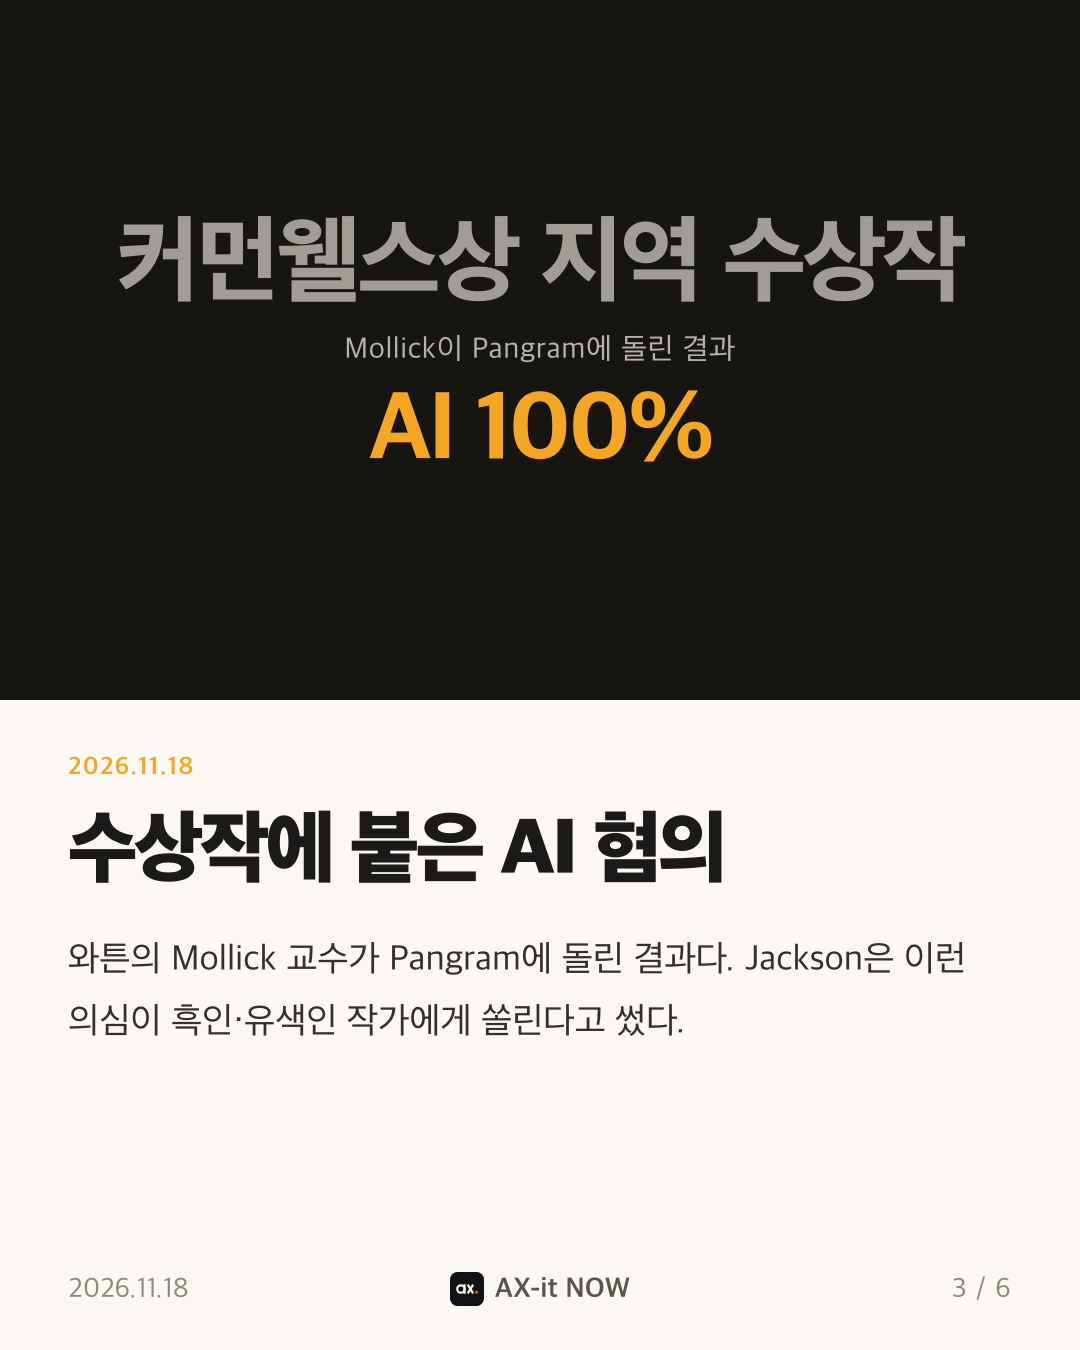 커먼웰스상 지역 수상작
Mollick이 Pangram에 돌린 결과
AI 100%
2026.11.18
수상작에 붙은 AI 혐의
와튼의 Mollick 교수가 Pangram에 돌린 결과다. Jackson은 이런
의심이 흑인·유색인 작가에게 쏠린다고 썼다.
2026.11.18
ax. AX-it NOW
3 / 6